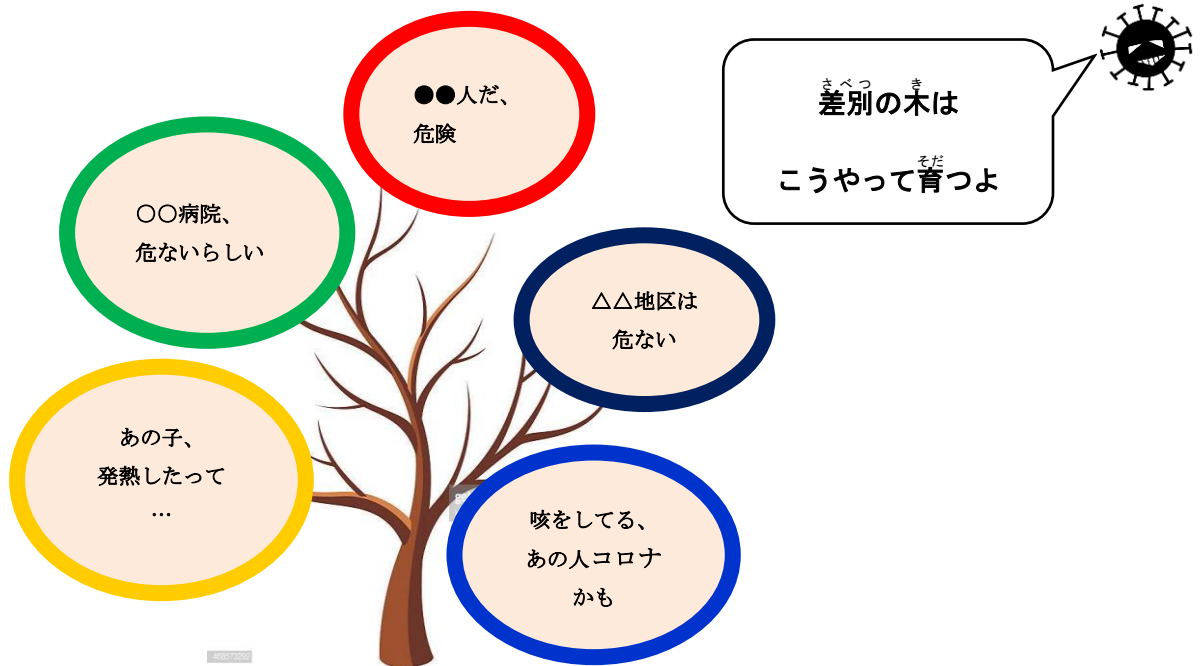 ●●人だ、
危険
差別の木は
さべつ き
こうやって育つよ
そだ
〇〇病院、
危ないらしい
△△地区は
危ない
あの子、
発熱したって
…
咳をしてる、
あの人コロナ
かも